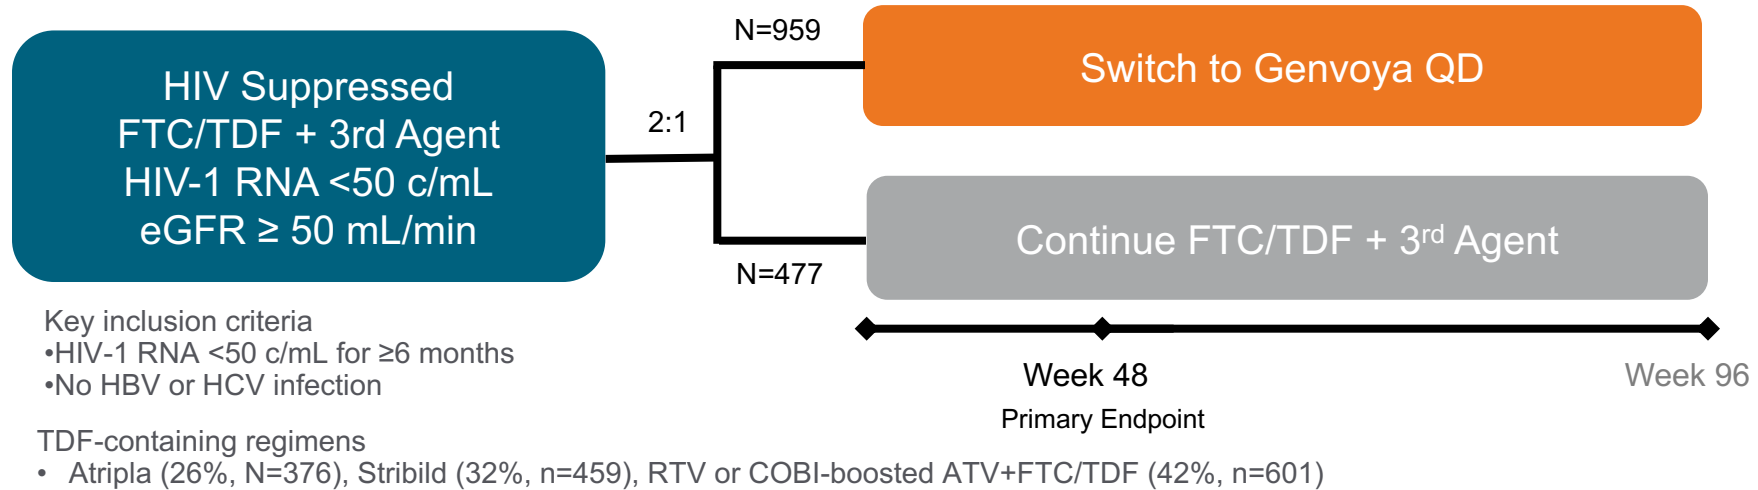 N=959
HIV Suppressed
FTC/TDF + 3rd Agent
HIV-1 RNA <50 c/mL
eGFR ≥ 50 mL/min
2:1
Switch to Genvoya QD
Continue FTC/TDF + 3rd Agent
N=477
Key inclusion criteria
•HIV-1 RNA <50 c/mL for ≥6 months
•No HBV or HCV infection
Week 48
Primary Endpoint
Week 96
TDF-containing regimens
• Atripla (26%, N=376), Stribild (32%, n=459), RTV or COBI-boosted ATV+FTC/TDF (42%, n=601)